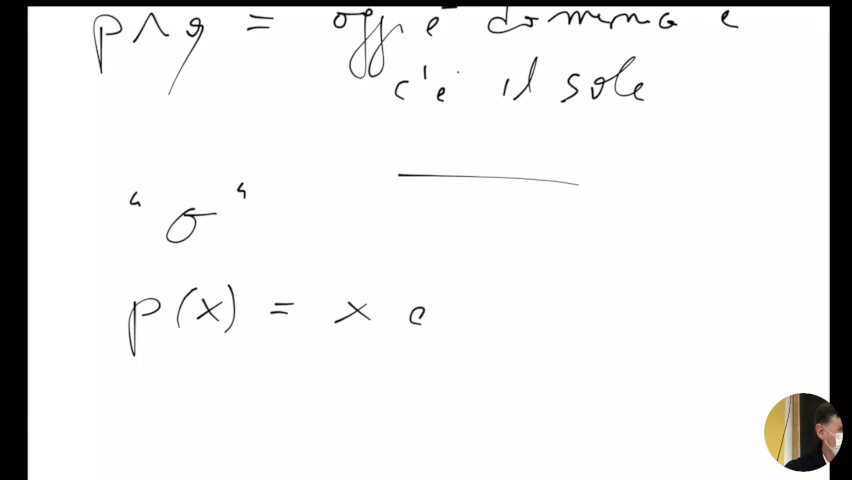 p∧q = oggi è domenica e
c'è il sole
"σ"
p(x) = x e